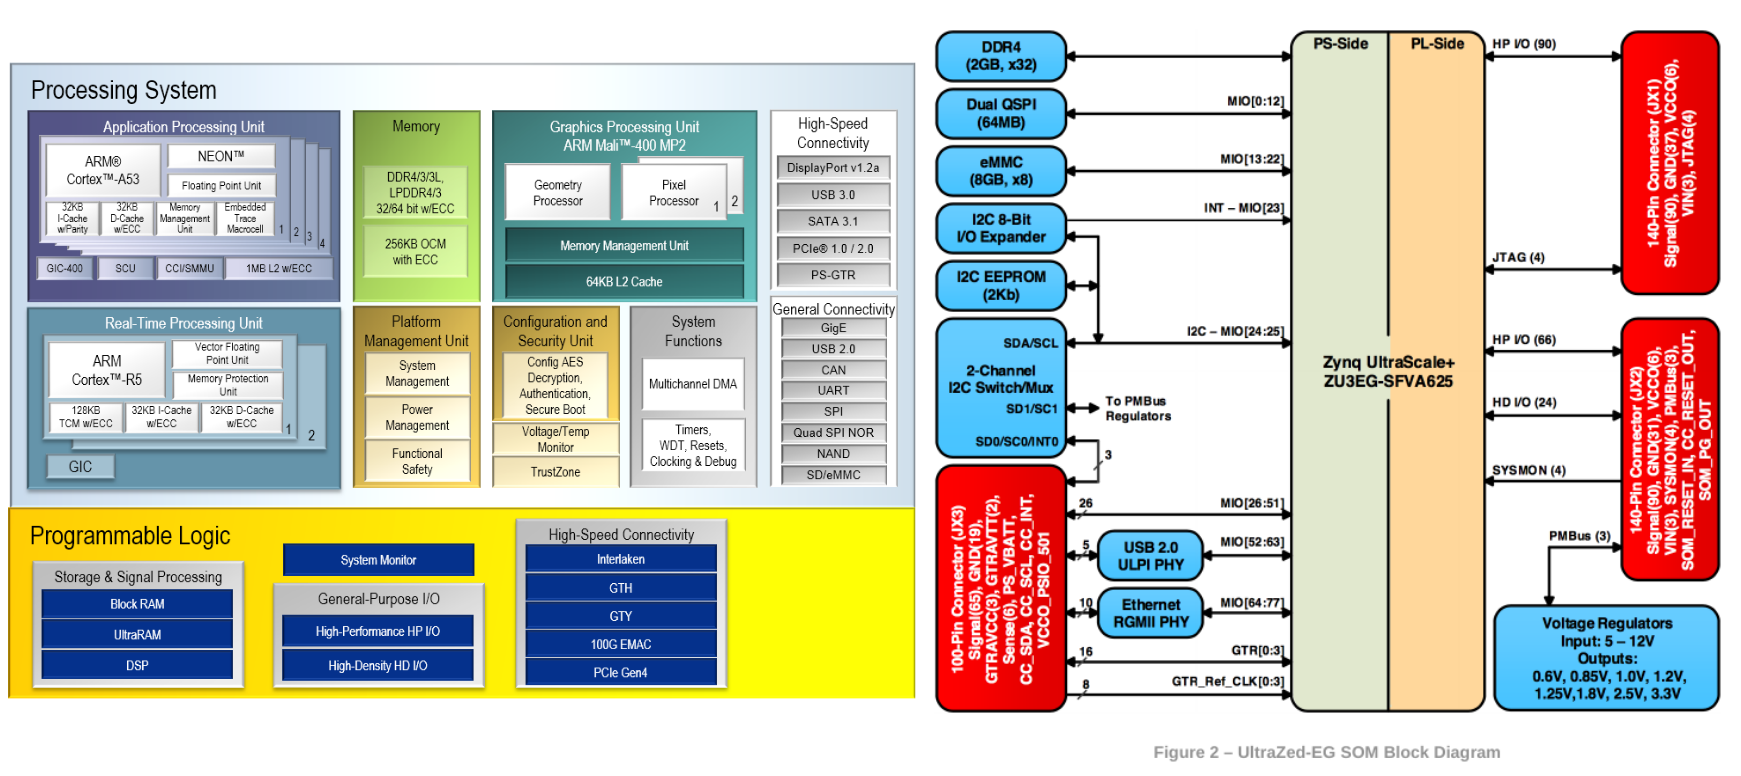 Processing System
Application Processing Unit
ARM®
Cortex™-A53
NEON™
Floating Point Unit
32KB
I-Cache
w/Parity
32KB
D-Cache
w/ECC
Memory
Management
Unit
Embedded
Trace
Macrocell
1
2
3
4
GIC-400
SCU
CCI/SMMU
1MB L2 w/ECC
Memory
DDR4/3/3L,
LPDDR4/3
32/64 bit w/ECC
256KB OCM
with ECC
Graphics Processing Unit
ARM Mali™-400 MP2
Geometry
Processor
Pixel
Processor
1
2
Memory Management Unit
64KB L2 Cache
High-Speed
Connectivity
DisplayPort v1.2a
USB 3.0
SATA 3.1
PCIe® 1.0 / 2.0
PS-GTR
Real-Time Processing Unit
ARM
Cortex™-R5
Vector Floating
Point Unit
Memory Protection
Unit
128KB
TCM w/ECC
32KB I-Cache
w/ECC
32KB D-Cache
w/ECC
1
2
GIC
Platform
Management Unit
System
Management
Power
Management
Functional
Safety
Configuration and
Security Unit
Config AES
Decryption,
Authentication,
Secure Boot
Voltage/Temp
Monitor
TrustZone
System
Functions
Multichannel DMA
Timers,
WDT, Resets,
Clocking & Debug
General Connectivity
GigE
USB 2.0
CAN
UART
SPI
Quad SPI NOR
NAND
SD/eMMC
Programmable Logic
Storage & Signal Processing
Block RAM
UltraRAM
DSP
System Monitor
General-Purpose I/O
High-Performance HP I/O
High-Density HD I/O
High-Speed Connectivity
Interlaken
GTH
GTY
100G EMAC
PCIe Gen4
DDR4
(2GB, x32)
Dual QSPI
(64MB)
MIO[0:12]
eMMC
(8GB, x8)
MIO[13:22]
I2C 8-Bit
I/O Expander
INT – MIO[23]
I2C EEPROM
(2Kb)
SDA/SCL
I2C – MIO[24:25]
2-Channel
I2C Switch/Mux
SD1/SC1
To PMBus
Regulators
SD0/SC0/INT0
3
100-Pin Connector (JX3)
Signal(65), GND(19),
GTRAVCC(3), GTRAVTT(2),
Sense(6), PS_VBATT,
CC_SDA, CC_SCL, CC_INT,
VCCO_PSIO_501
26
MIO[26:51]
5
USB 2.0
ULPI PHY
MIO[52:63]
10
Ethernet
RGMII PHY
MIO[64:77]
16
GTR[0:3]
8
GTR_Ref_CLK[0:3]
PS-Side
PL-Side
Zynq UltraScale+
ZU3EG-SFVA625
HP I/O (90)
JTAG (4)
140-Pin Connector (JX1)
Signal(90), GND(37), VCCO(6),
VIN(3), JTAG(4)
HP I/O (66)
HD I/O (24)
SYSMON (4)
PMBus (3)
140-Pin Connector (JX2)
Signal(90), GND(31), VCCO(6),
VIN(3), SYSMON(4), PMBus(3),
SOM_RESET_IN, CC_RESET_OUT,
SOM_PG_OUT
Voltage Regulators
Input: 5 – 12V
Outputs:
0.6V, 0.85V, 1.0V, 1.2V,
1.25V,1.8V, 2.5V, 3.3V
Figure 2 – UltraZed-EG SOM Block Diagram